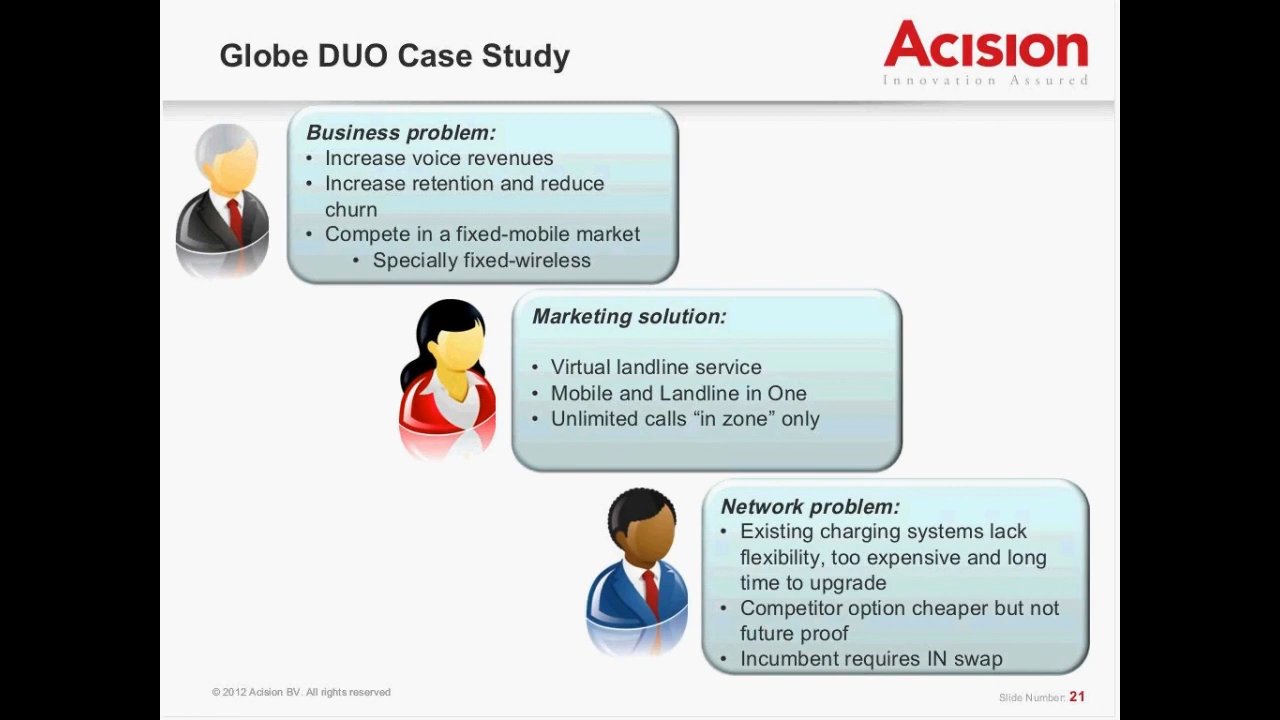 Globe DUO Case Study
Acision
Innovation Assured
Business problem:
• Increase voice revenues
• Increase retention and reduce
churn
• Compete in a fixed-mobile market
• Specially fixed-wireless
Marketing solution:
• Virtual landline service
• Mobile and Landline in One
• Unlimited calls “in zone” only
Network problem:
• Existing charging systems lack
flexibility, too expensive and long
time to upgrade
• Competitor option cheaper but not
future proof
• Incumbent requires IN swap
© 2012 Acision BV. All rights reserved
Slide Number: 21